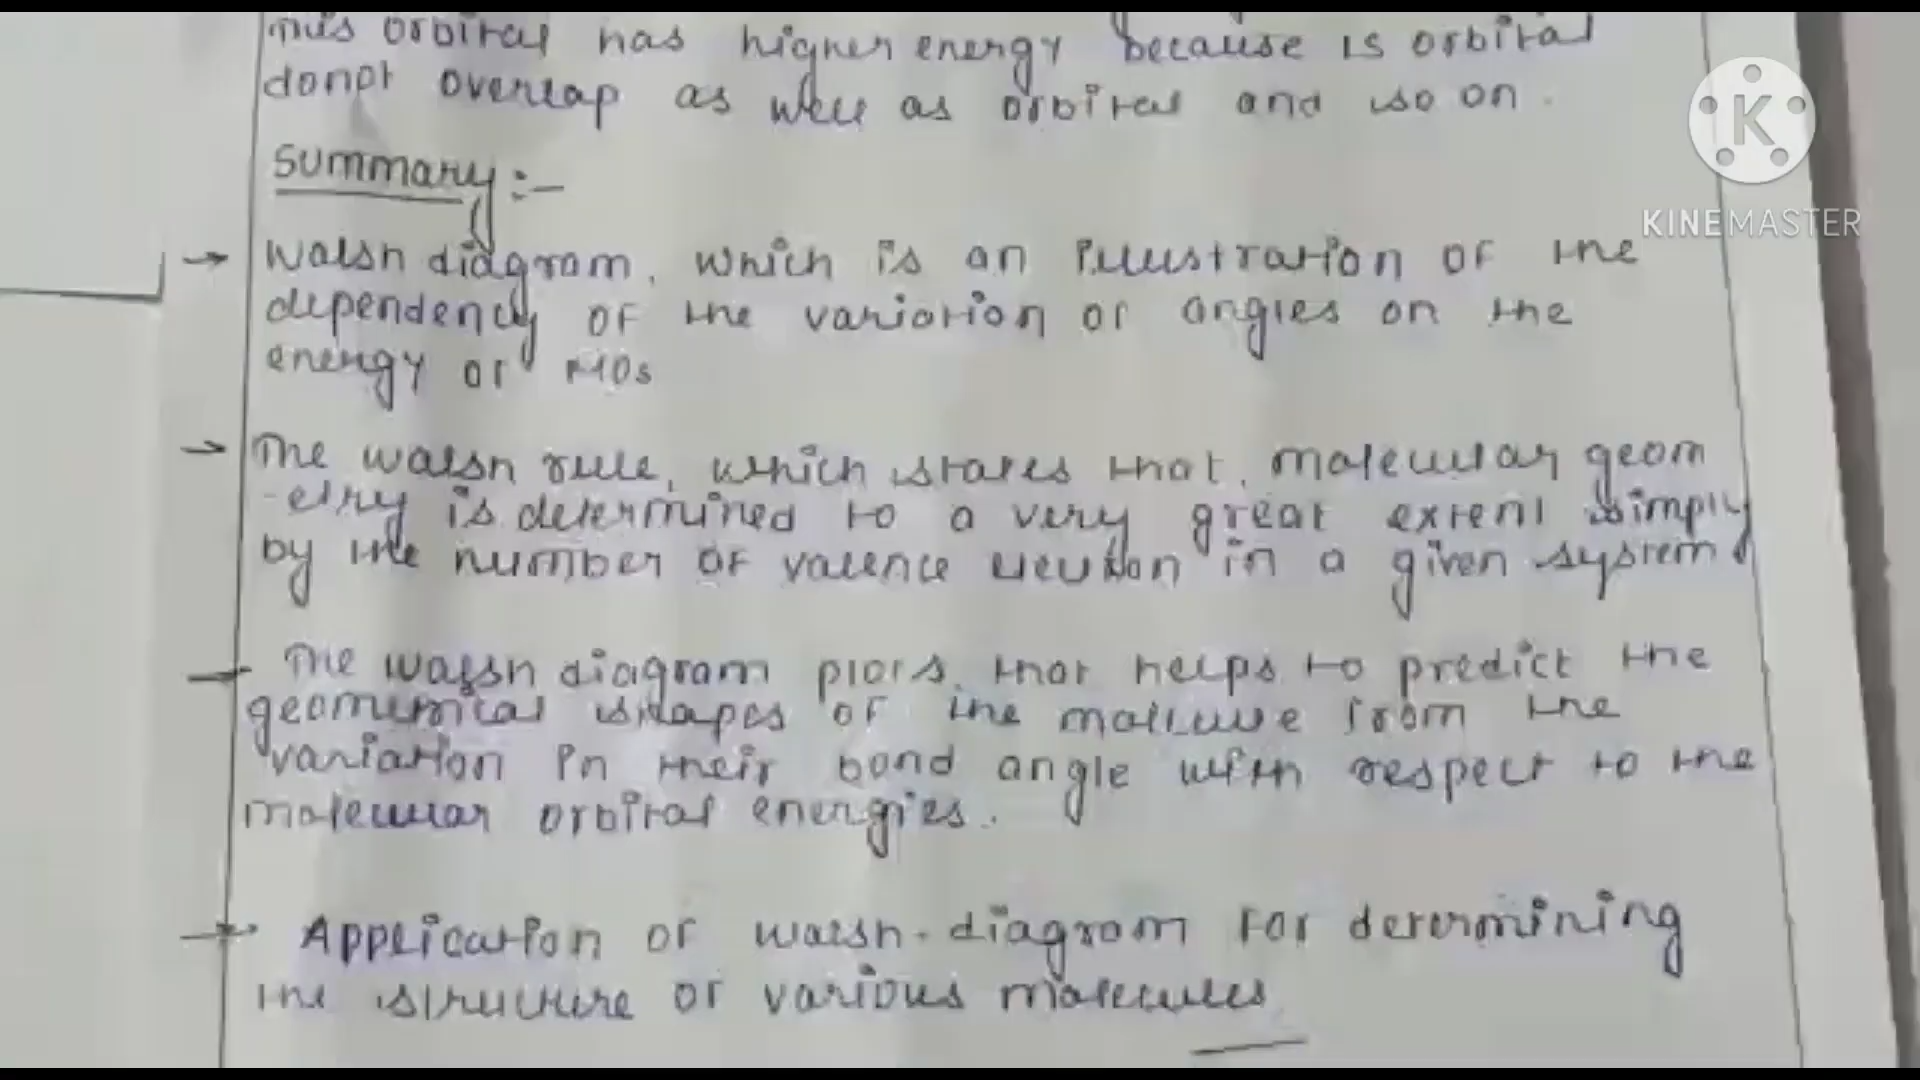 This orbital has higher energy because 1s orbital
donot overlap as well as orbital and so on.
Summary :-
→ Walsh diagram, which is an illustration of the
dependency of the variation of angles on the
energy of MOs
→ The walsh rule, which states that, molecular geom
-etry is determined to a very great extent simply
by the number of valence electron in a given system
The walsh diagram plots that helps to predict the
geometrical shapes of the molecule from the
variation in their bond angle with respect to the
molecular orbital energies.
→ Application of walsh-diagram for determining
the structure of various molecules
K
KINEMASTER